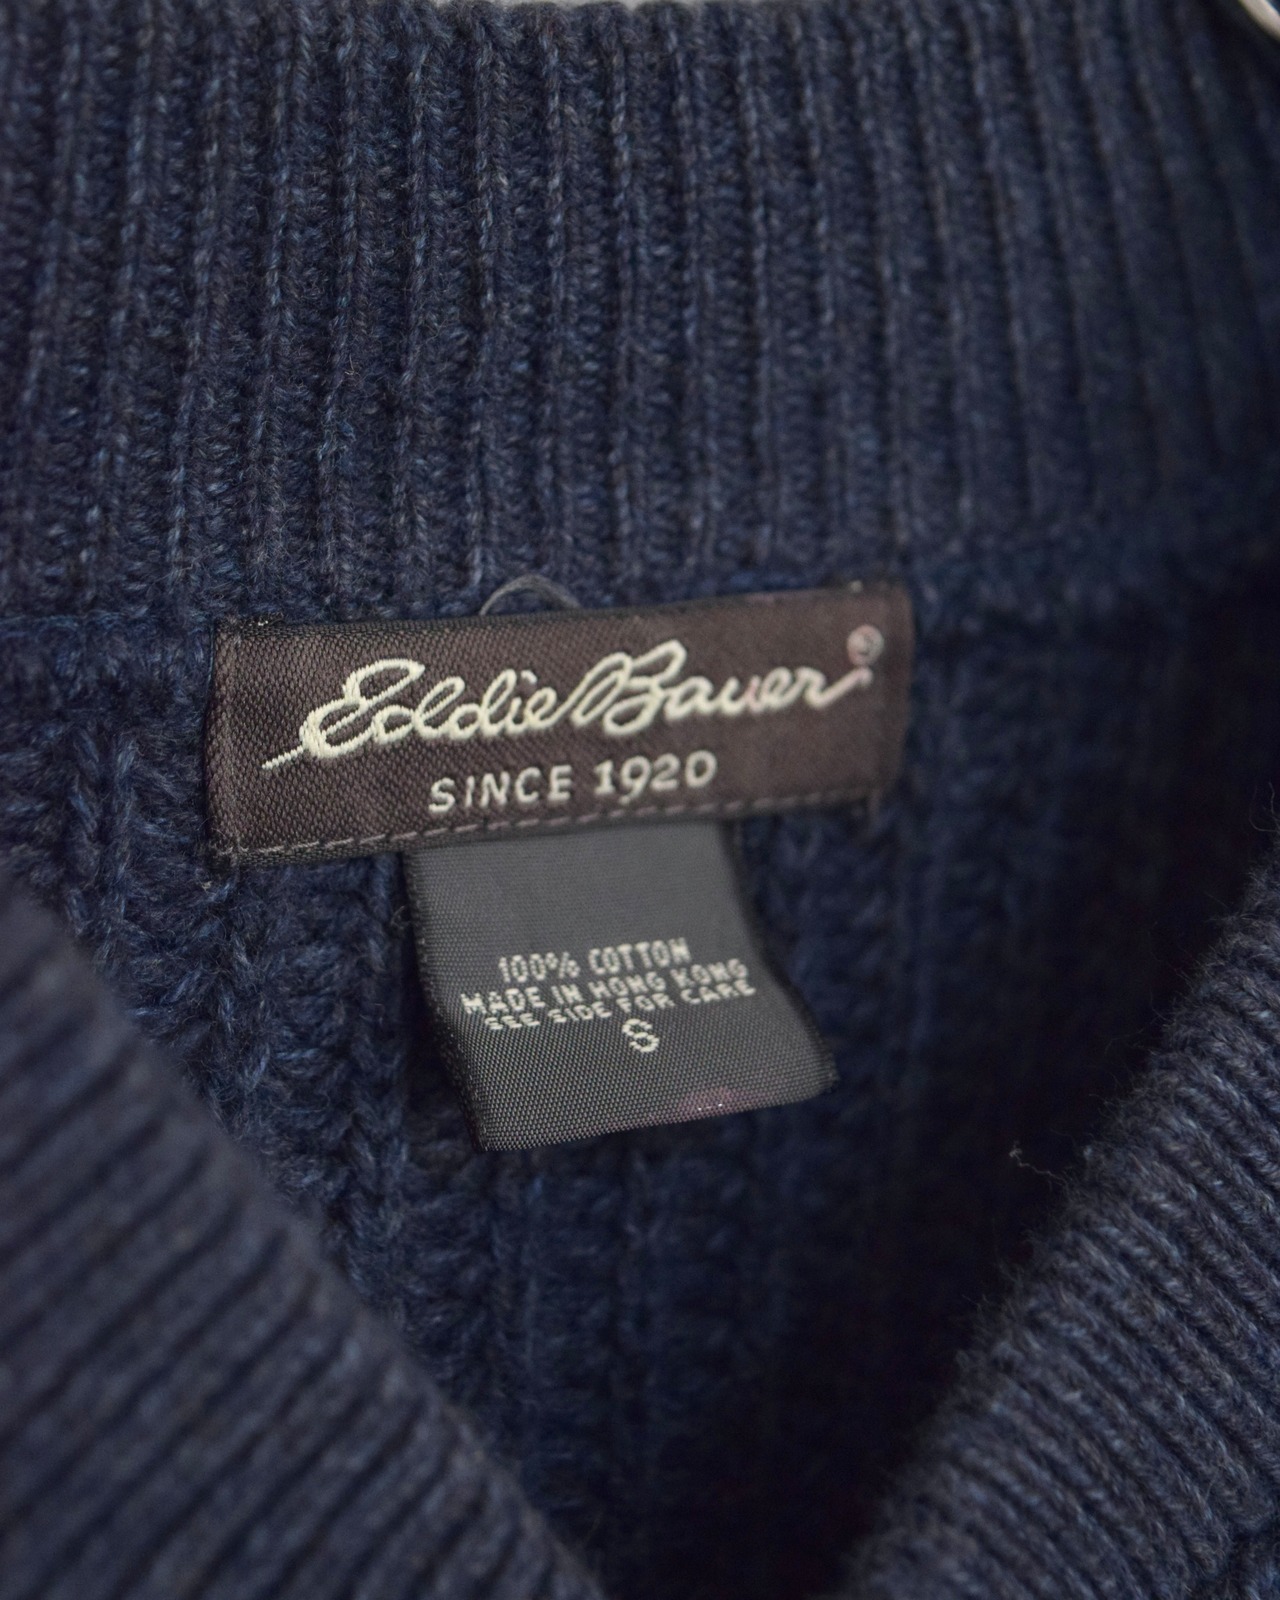 Eddie Bauer®
SINCE 1920
100% COTTON
MADE IN HONG KONG
SEE SIDE FOR CARE
S